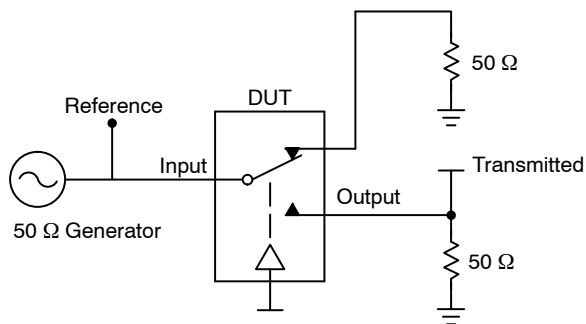 50 Ω
DUT
Reference
Input
Transmitted
Output
50 Ω Generator
50 Ω